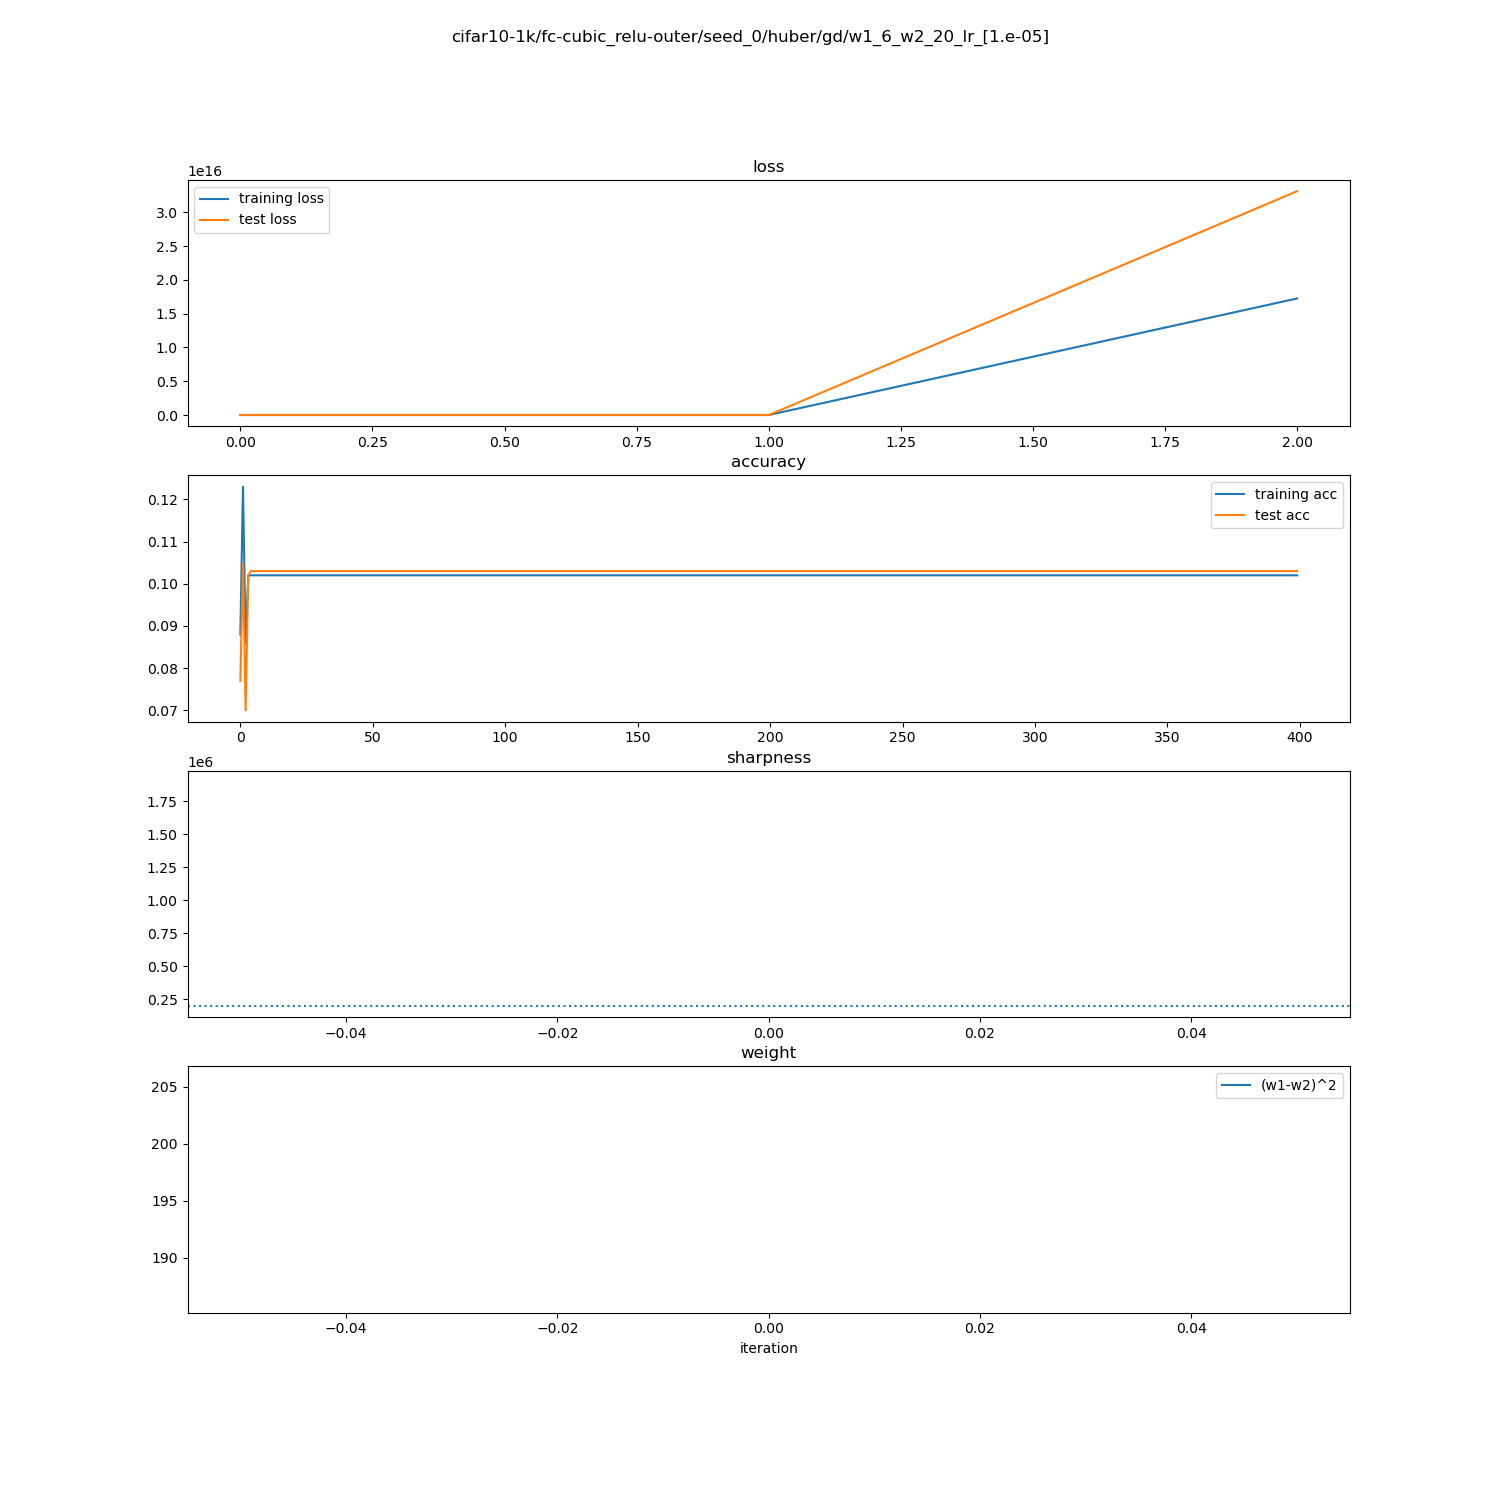 cifar10-1k/fc-cubic_relu-outer/seed_0/huber/gd/w1_6_w2_20_lr_[1.e-05]
loss
1e16
training loss
test loss
3.0
2.5
2.0
1.5
1.0
0.5
0.0
0.00 0.25 0.50 0.75 1.00 1.25 1.50 1.75 2.00
accuracy
training acc
test acc
0.12
0.11
0.10
0.09
0.08
0.07
0 50 100 150 200 250 300 350 400
sharpness
1e6
1.75
1.50
1.25
1.00
0.75
0.50
0.25
−0.04 −0.02 0.00 0.02 0.04
weight
(w1-w2)^2
205
200
195
190
−0.04 −0.02 0.00 0.02 0.04
iteration